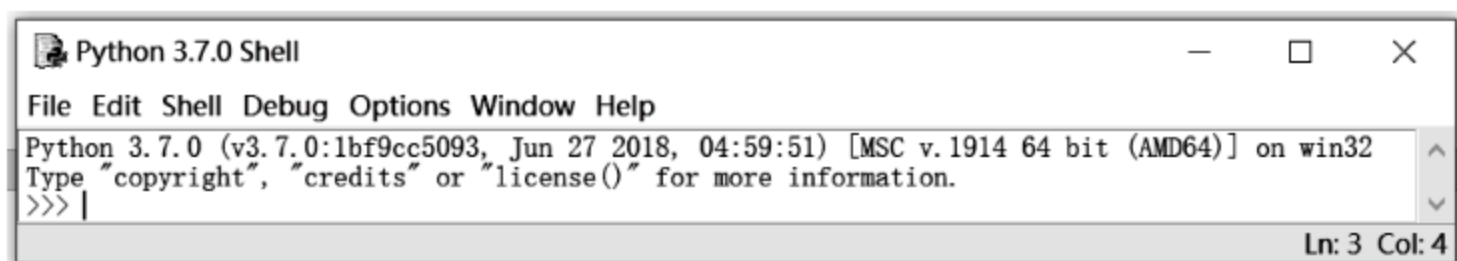 Python 3.7.0 Shell
File Edit Shell Debug Options Window Help
Python 3.7.0 (v3.7.0:1bf9cc5093, Jun 27 2018, 04:59:51) [MSC v.1914 64 bit (AMD64)] on win32
Type "copyright", "credits" or "license()" for more information.
>>>
Ln: 3 Col: 4